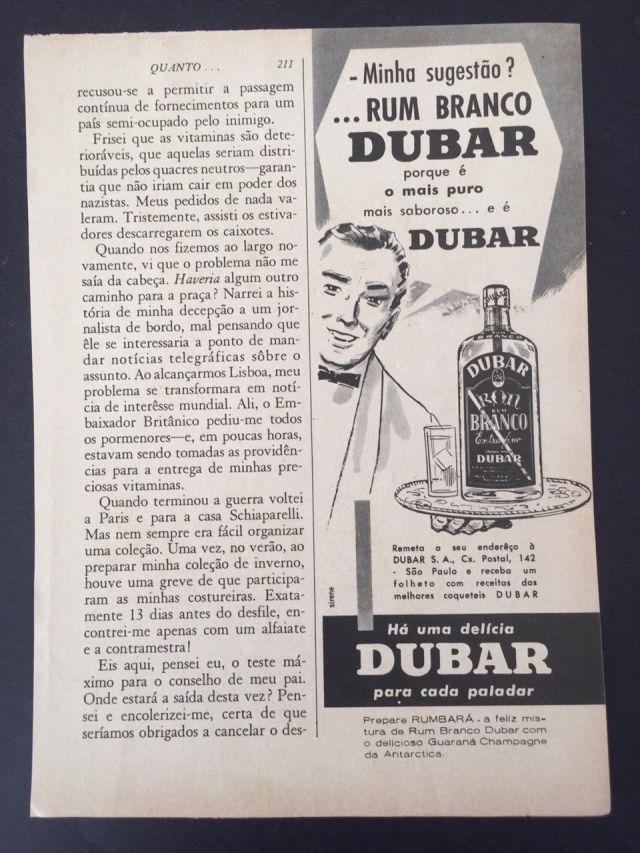 QUANTO... 211
recusou-se a permitir a passagem
contínua de fornecimentos para um
país semi-ocupado pelo inimigo.
Frisei que as vitaminas são dete-
rioráveis, que aquelas seriam distri-
buídas pelos quacres neutros—garan-
tia que não iriam cair em poder dos
nazistas. Meus pedidos de nada va-
leram. Tristemente, assisti os estiva-
dores descarregarem os caixotes.
Quando nos fizemos ao largo no-
vamente, vi que o problema não me
saía da cabeça. Haveria algum outro
caminho para a praça? Narrei a his-
tória de minha decepção a um jor-
nalista de bordo, mal pensando que
êle se interessaria a ponto de man-
dar notícias telegráficas sôbre o
assunto. Ao alcançarmos Lisboa, meu
problema se transformara em notí-
cia de interêsse mundial. Ali, o Em-
baixador Britânico pediu-me todos
os pormenores—e, em poucas horas,
estavam sendo tomadas as providên-
cias para a entrega de minhas pre-
ciosas vitaminas.
Quando terminou a guerra voltei
a Paris e para a casa Schiaparelli.
Mas nem sempre era fácil organizar
uma coleção. Uma vez, no verão, ao
preparar minha coleção de inverno,
houve uma greve de que participa-
ram as minhas costureiras. Exata-
mente 13 dias antes do desfile, en-
contrei-me apenas com um alfaiate
e a contramestra!
Eis aqui, pensei eu, o teste má-
ximo para o conselho de meu pai.
Onde estará a saída desta vez? Pen-
sei e encolerizei-me, certa de que
seríamos obrigados a cancelar o des-
- Minha sugestão?
...RUM BRANCO
DUBAR
porque é
o mais puro
mais saboroso... e é
DUBAR
DUBAR
RON
RUM
BRANCO
Extrafino
DUBAR
Remeta o seu enderêço à
DUBAR S.A., Cx. Postal, 142
- São Paulo e receba um
folheto com receitas dos
melhores coqueteis DUBAR
sirene
Há uma delícia
DUBAR
para cada paladar
Prepare RUMBARÁ - a feliz mis-
tura de Rum Branco Dubar com
o delicioso Guaraná Champagne
da Antarctica.